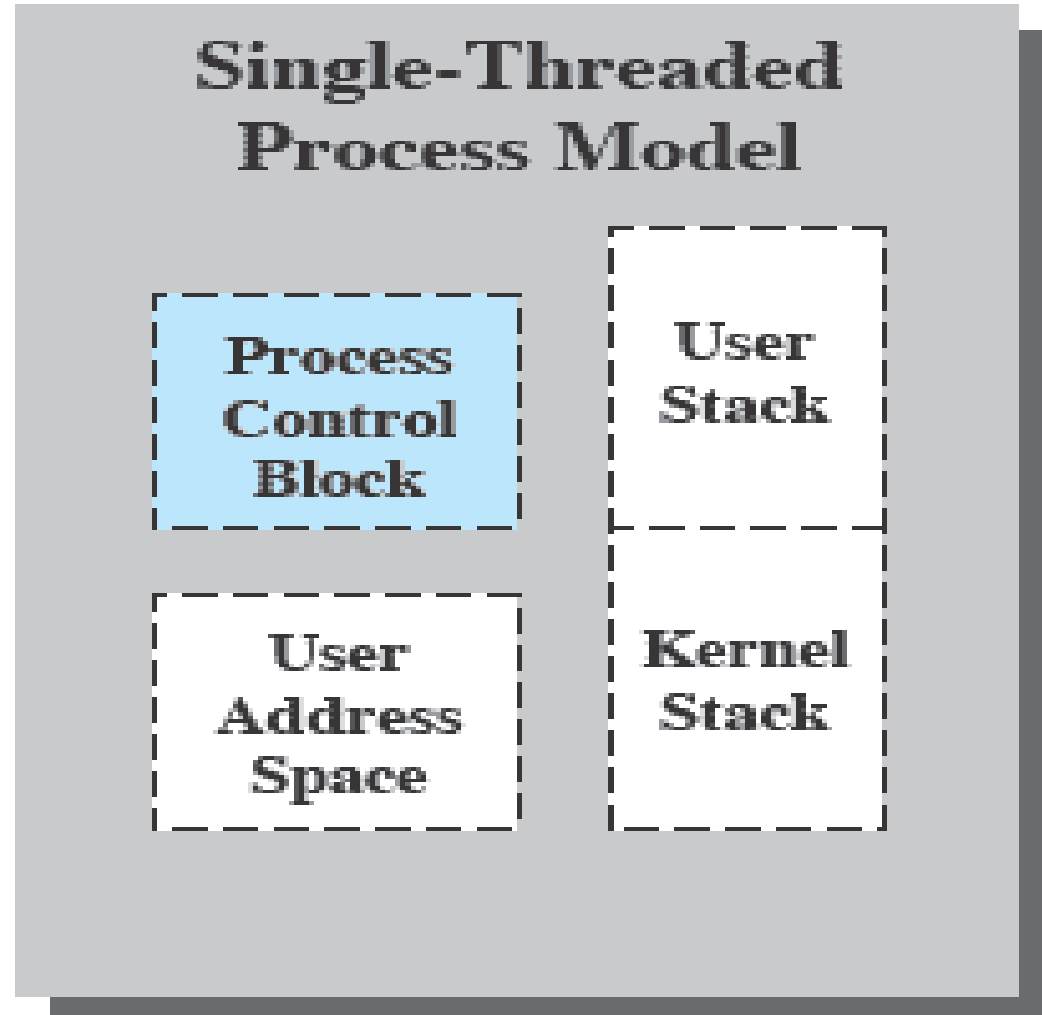 Single-Threaded
Process Model
Process
Control
Block
User
Address
Space
User
Stack
Kernel
Stack